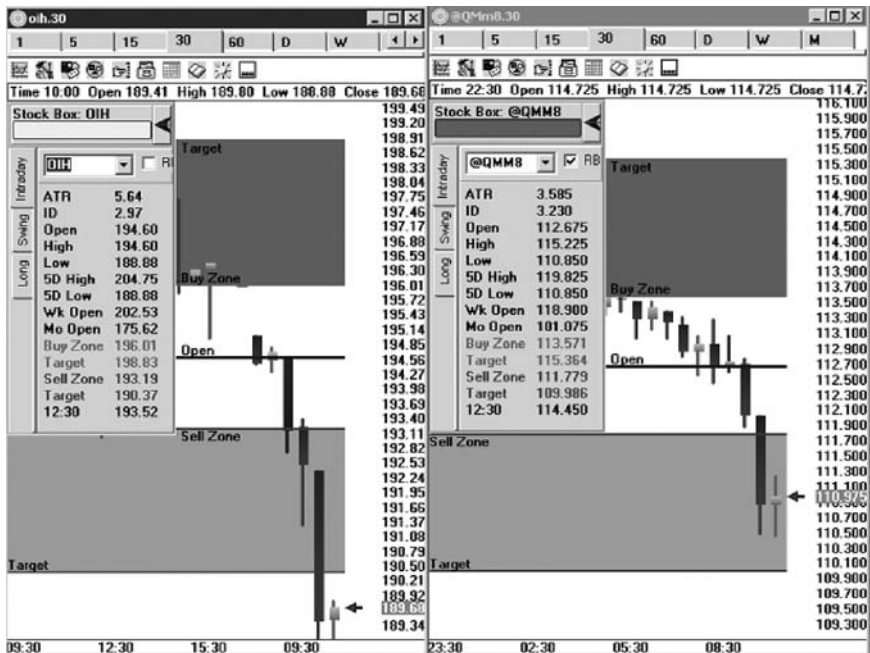 oih.30
1 5 15 30 60 D W
Time 10:00 Open 189.41 High 189.80 Low 188.88 Close 189.68
Stock Box: OIH
OIH
Intraday
Swing
Long
ATR 5.64
ID 2.97
Open 194.60
High 194.60
Low 188.88
5D High 204.75
5D Low 188.88
Wk Open 202.53
Mo Open 175.62
Buy Zone 196.01
Target 198.83
Sell Zone 193.19
Target 190.37
12:30 193.52
Target
Buy Zone
Open
Sell Zone
Target
199.49
199.20
198.91
198.62
198.33
198.04
197.75
197.46
197.17
196.88
196.59
196.30
196.01
195.72
195.43
195.14
194.85
194.56
194.27
193.98
193.69
193.40
193.11
192.82
192.53
192.24
191.95
191.66
191.37
191.08
190.79
190.50
190.21
189.92
189.68
189.34
09:30 12:30 15:30 09:30
@QMm8.30
1 5 15 30 60 D W M
Time 22:30 Open 114.725 High 114.725 Low 114.725 Close 114.7
Stock Box: @QMM8
@QMM8 RB
Intraday
Swing
Long
ATR 3.585
ID 3.230
Open 112.675
High 115.225
Low 110.850
5D High 119.825
5D Low 110.850
Wk Open 118.900
Mo Open 101.075
Buy Zone 113.571
Target 115.364
Sell Zone 111.779
Target 109.986
12:30 114.450
Target
Buy Zone
Open
Sell Zone
Target
116.100
115.900
115.700
115.500
115.300
115.100
114.900
114.700
114.500
114.300
114.100
113.900
113.700
113.500
113.300
113.100
112.900
112.700
112.500
112.300
112.100
111.900
111.700
111.500
111.300
111.100
110.975
110.700
110.500
110.300
110.100
109.900
109.700
109.500
109.300
23:30 02:30 05:30 08:30